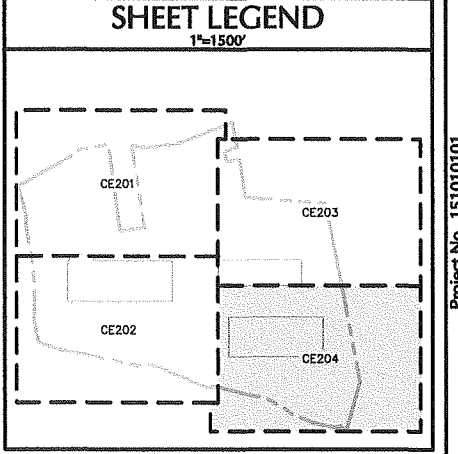 SHEET LEGEND
1"=1500'
CE201
CE203
CE202
CE204
Project No. 151010101